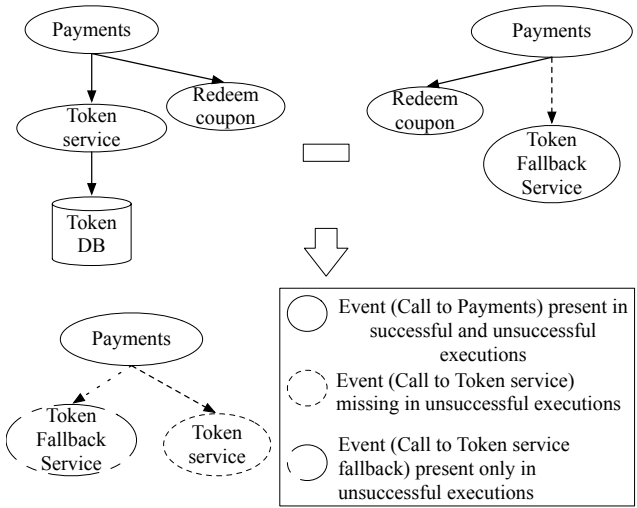 Payments
Redeem
coupon
Token
service
Token
DB
Payments
Redeem
coupon
Token
Fallback
Service
Payments
Token
Fallback
Service
Token
service
Event (Call to Payments) present in
successful and unsuccessful
executions
Event (Call to Token service)
missing in unsuccessful executions
Event (Call to Token service
fallback) present only in
unsuccessful executions